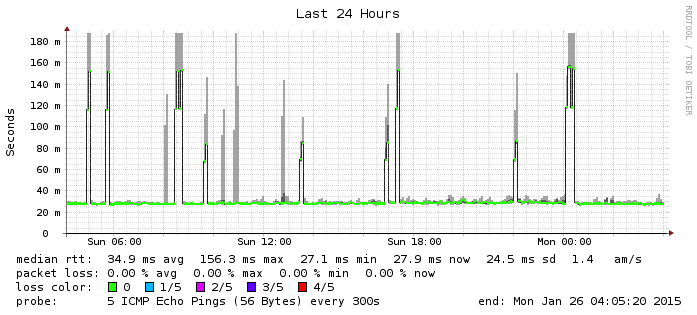 Last 24 Hours
RRDTOOL / TOBI OETIKER
Seconds
180 m
160 m
140 m
120 m
100 m
80 m
60 m
40 m
20 m
0
Sun 06:00 Sun 12:00 Sun 18:00 Mon 00:00
median rtt: 34.9 ms avg 156.3 ms max 27.1 ms min 27.9 ms now 24.5 ms sd 1.4 am/s
packet loss: 0.00 % avg 0.00 % max 0.00 % min 0.00 % now
loss color: 0 1/5 2/5 3/5 4/5
probe: 5 ICMP Echo Pings (56 Bytes) every 300s end: Mon Jan 26 04:05:20 2015